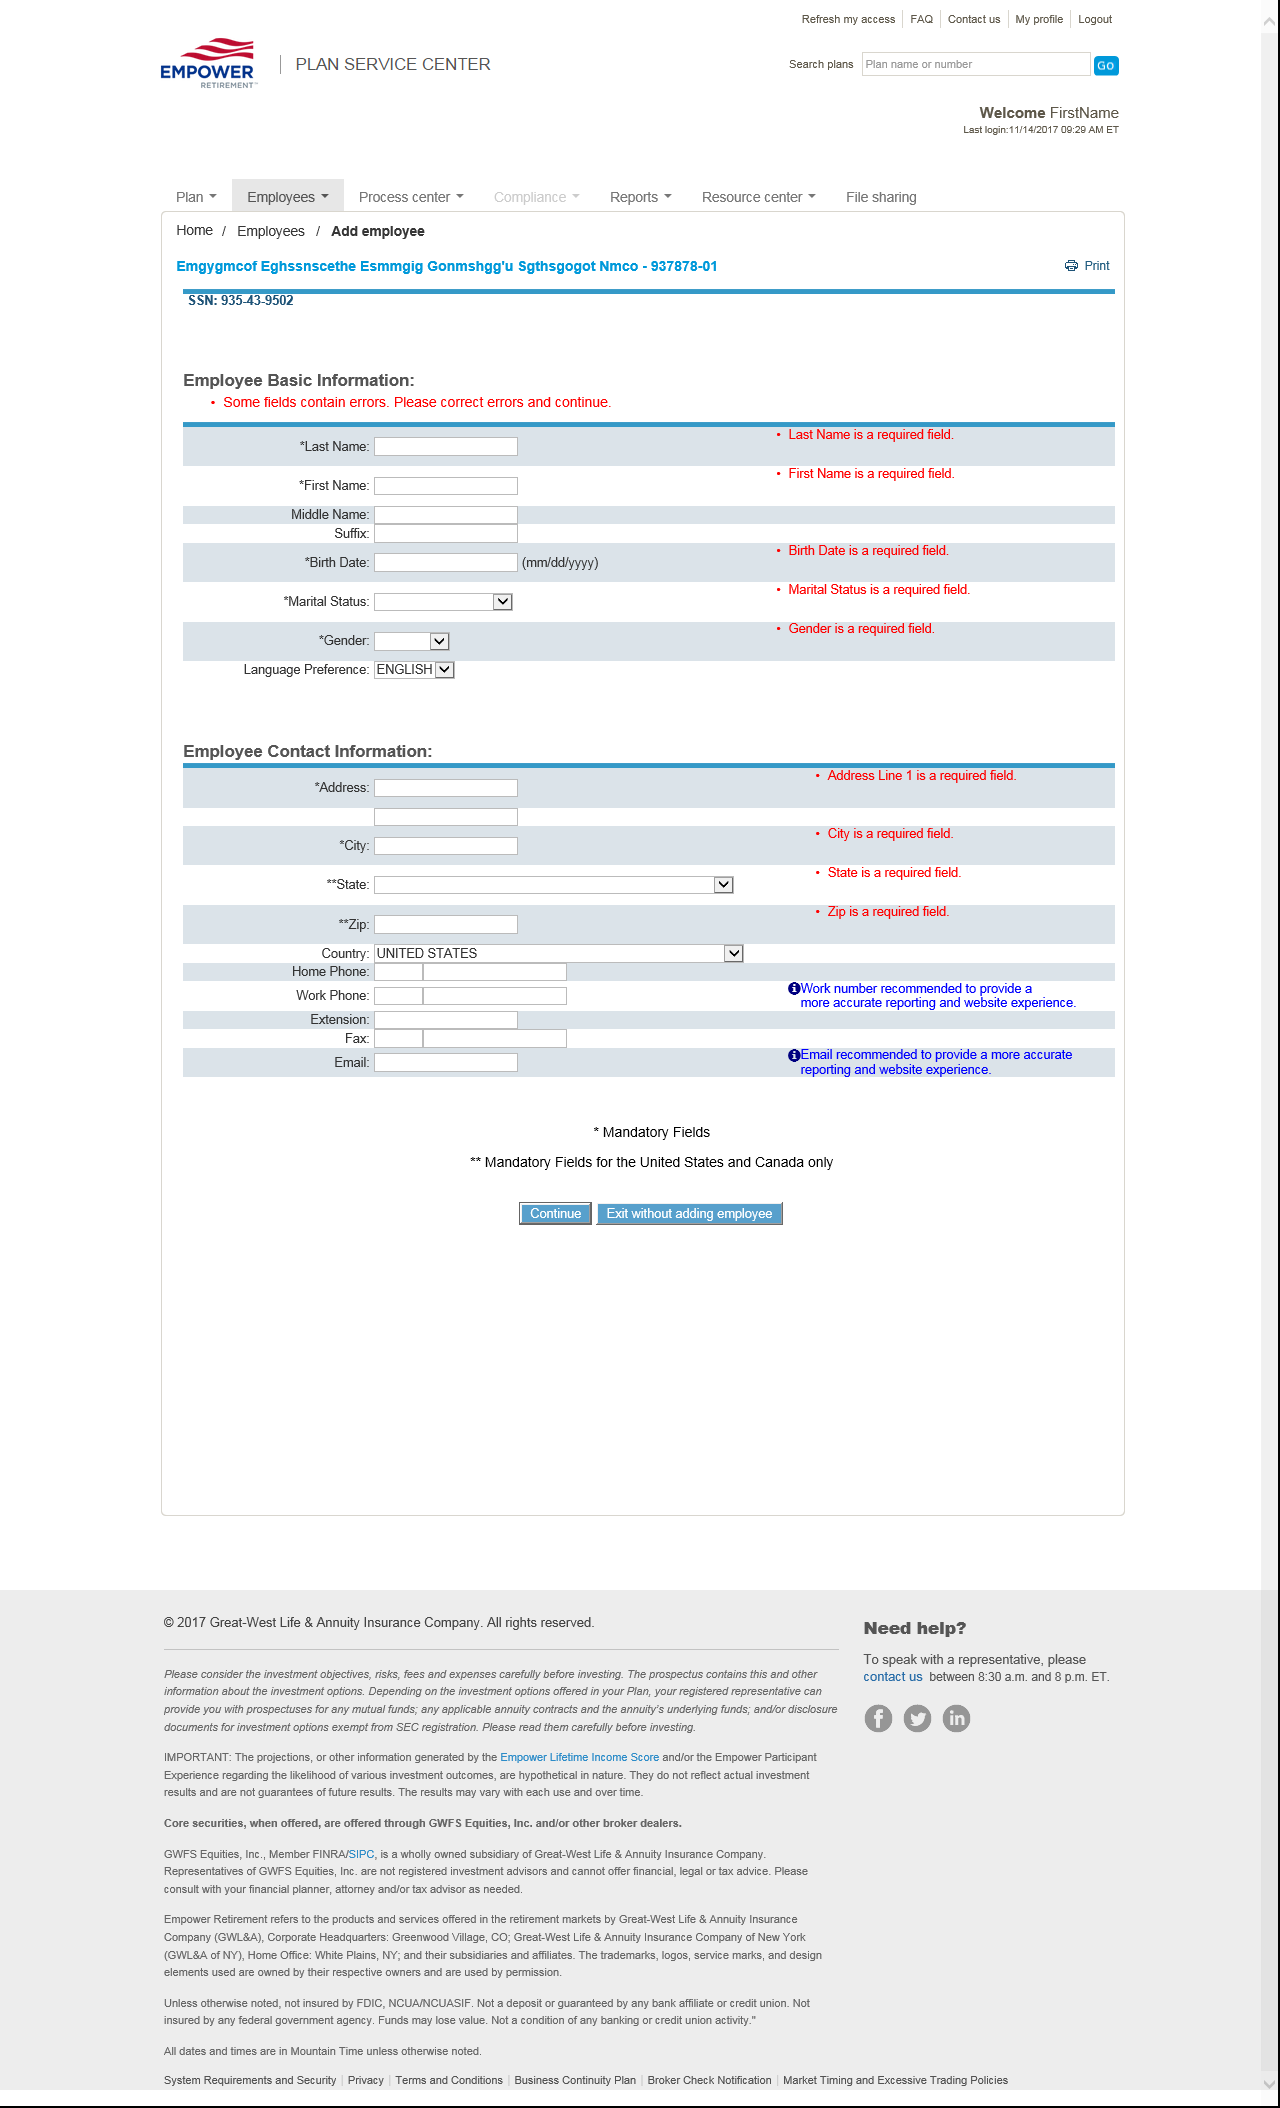 Refresh my access FAQ Contact us My profile Logout
EMPOWER
RETIREMENT™
PLAN SERVICE CENTER
Search plans Plan name or number GO
Welcome FirstName
Last login:11/14/2017 09:29 AM ET
Plan Employees Process center Compliance Reports Resource center File sharing
Home / Employees / Add employee
Emgygmcof Eghssnscethe Esmmgig Gonmshgg'u Sgthsgogot Nmco - 937878-01 Print
SSN: 935-43-9502
Employee Basic Information:
• Some fields contain errors. Please correct errors and continue.
*Last Name: • Last Name is a required field.
*First Name: • First Name is a required field.
Middle Name:
Suffix:
*Birth Date: (mm/dd/yyyy) • Birth Date is a required field.
*Marital Status: • Marital Status is a required field.
*Gender: • Gender is a required field.
Language Preference: ENGLISH
Employee Contact Information:
*Address: • Address Line 1 is a required field.
*City: • City is a required field.
**State: • State is a required field.
**Zip: • Zip is a required field.
Country: UNITED STATES
Home Phone:
Work Phone: Work number recommended to provide a
more accurate reporting and website experience.
Extension:
Fax:
Email: Email recommended to provide a more accurate
reporting and website experience.
* Mandatory Fields
** Mandatory Fields for the United States and Canada only
Continue Exit without adding employee
© 2017 Great-West Life & Annuity Insurance Company. All rights reserved.
Please consider the investment objectives, risks, fees and expenses carefully before investing. The prospectus contains this and other
information about the investment options. Depending on the investment options offered in your Plan, your registered representative can
provide you with prospectuses for any mutual funds; any applicable annuity contracts and the annuity's underlying funds; and/or disclosure
documents for investment options exempt from SEC registration. Please read them carefully before investing.
IMPORTANT: The projections, or other information generated by the Empower Lifetime Income Score and/or the Empower Participant
Experience regarding the likelihood of various investment outcomes, are hypothetical in nature. They do not reflect actual investment
results and are not guarantees of future results. The results may vary with each use and over time.
Core securities, when offered, are offered through GWFS Equities, Inc. and/or other broker dealers.
GWFS Equities, Inc., Member FINRA/SIPC, is a wholly owned subsidiary of Great-West Life & Annuity Insurance Company.
Representatives of GWFS Equities, Inc. are not registered investment advisors and cannot offer financial, legal or tax advice. Please
consult with your financial planner, attorney and/or tax advisor as needed.
Empower Retirement refers to the products and services offered in the retirement markets by Great-West Life & Annuity Insurance
Company (GWL&A), Corporate Headquarters: Greenwood Village, CO; Great-West Life & Annuity Insurance Company of New York
(GWL&A of NY), Home Office: White Plains, NY; and their subsidiaries and affiliates. The trademarks, logos, service marks, and design
elements used are owned by their respective owners and are used by permission.
Unless otherwise noted, not insured by FDIC, NCUA/NCUASIF. Not a deposit or guaranteed by any bank affiliate or credit union. Not
insured by any federal government agency. Funds may lose value. Not a condition of any banking or credit union activity."
All dates and times are in Mountain Time unless otherwise noted.
System Requirements and Security | Privacy | Terms and Conditions | Business Continuity Plan | Broker Check Notification | Market Timing and Excessive Trading Policies
Need help?
To speak with a representative, please
contact us between 8:30 a.m. and 8 p.m. ET.